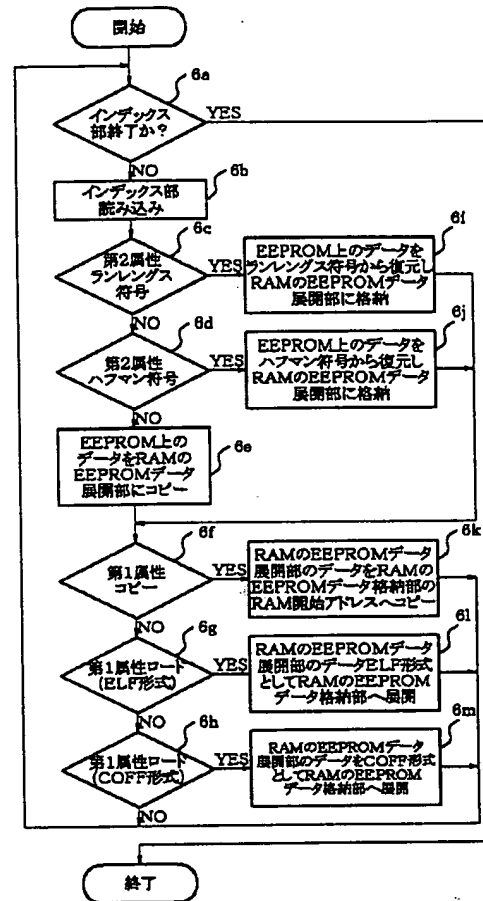 開始
6a
インデックス
部終了か?
YES
NO
6b
インデックス部
読み込み
6c
第2属性
ランレングス
符号
YES
6i
EEPROM上のデータを
ランレングス符号から復元し
RAMのEEPROMデータ
展開部に格納
NO
6d
第2属性
ハフマン符号
YES
6j
EEPROM上のデータを
ハフマン符号から復元し
RAMのEEPROMデータ
展開部に格納
NO
6e
EEPROM上の
データをRAMの
EEPROMデータ
展開部にコピー
6f
第1属性
コピー
YES
6k
RAMのEEPROMデータ
展開部のデータをRAMの
EEPROMデータ格納部の
RAM開始アドレスへコピー
NO
6g
第1属性ロード
(ELF形式)
YES
6l
RAMのEEPROMデータ
展開部のデータELF形式
としてRAMのEEPROM
データ格納部へ展開
NO
6h
第1属性ロード
(COFF形式)
YES
6m
RAMのEEPROMデータ
展開部のデータをCOFF形式
としてRAMのEEPROM
データ格納部へ展開
NO
終了